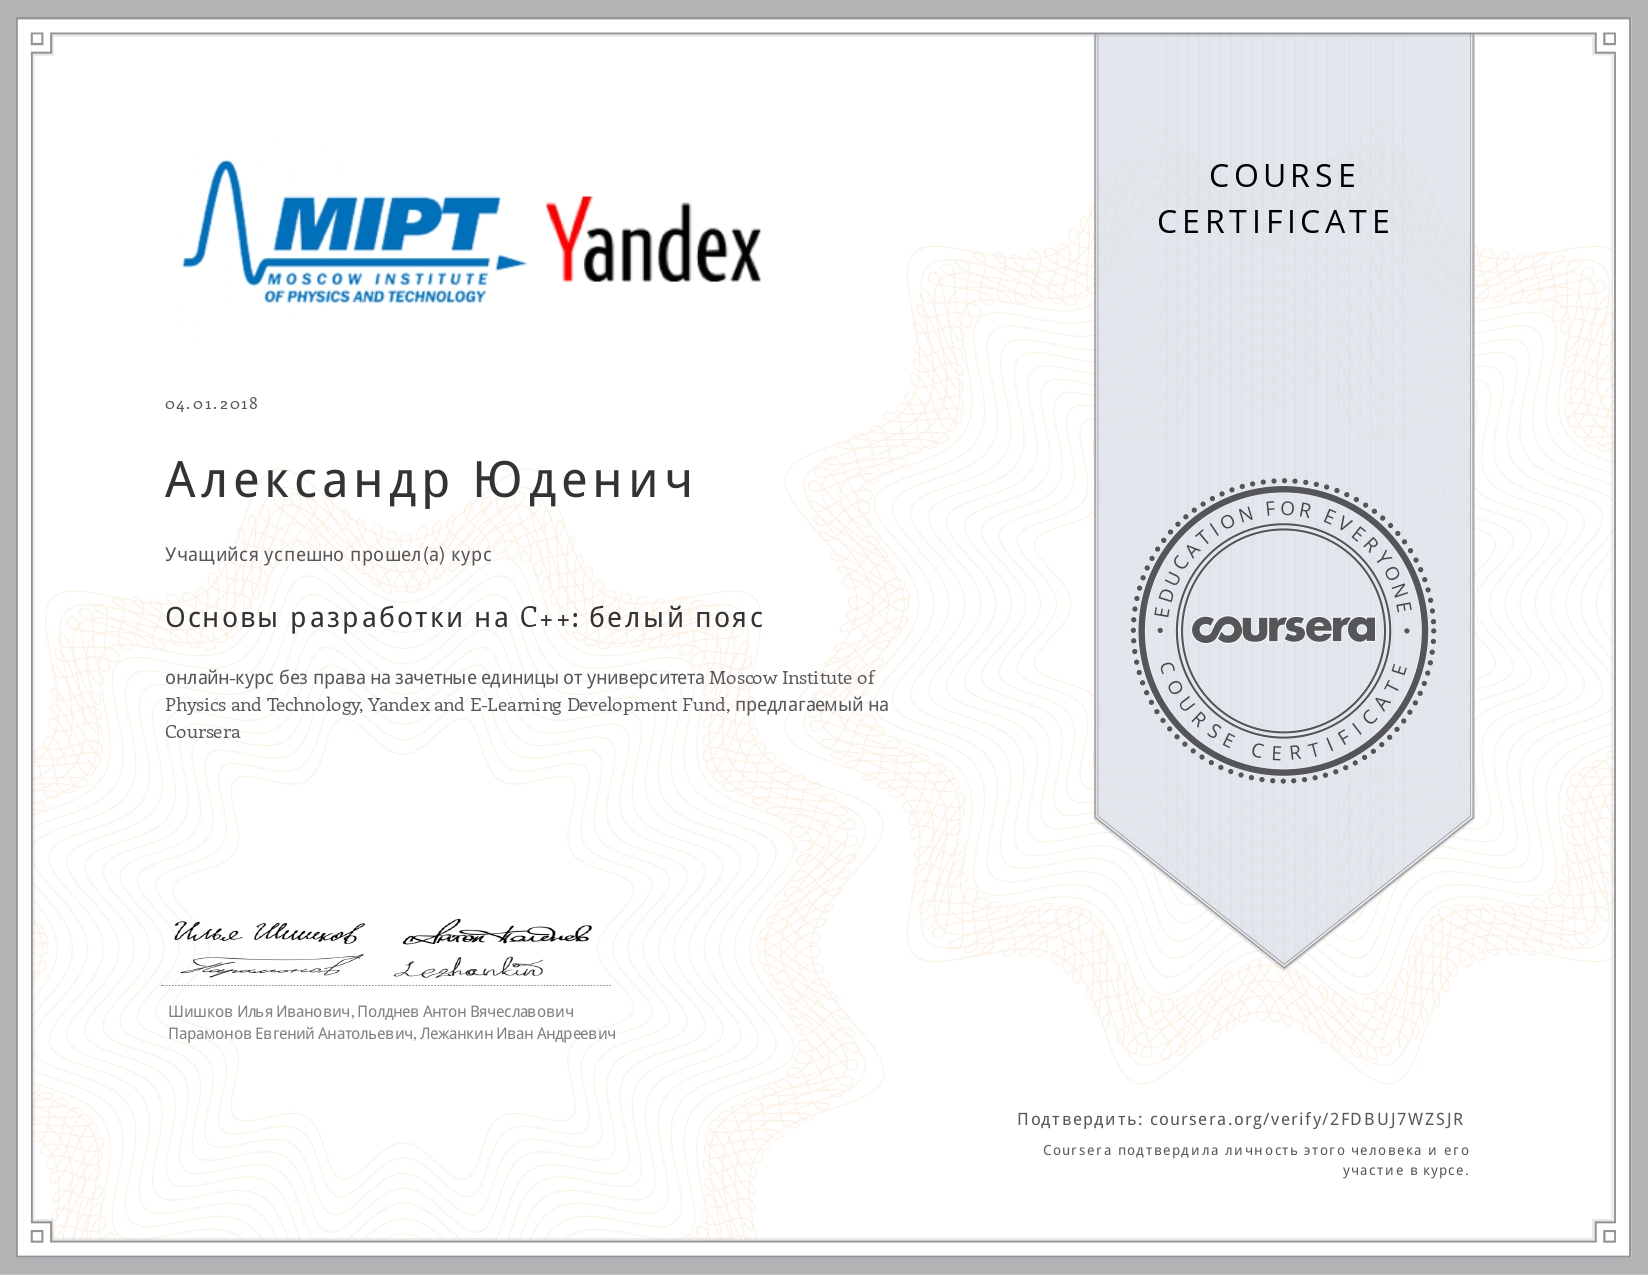 MIPT
MOSCOW INSTITUTE
OF PHYSICS AND TECHNOLOGY
Yandex
COURSE
CERTIFICATE
04.01.2018
Александр Юденич
Учащийся успешно прошел(а) курс
Основы разработки на C++: белый пояс
онлайн-курс без права на зачетные единицы от университета Moscow Institute of
Physics and Technology, Yandex and E-Learning Development Fund, предлагаемый на
Coursera
EDUCATION FOR EVERYONE
coursera
COURSE CERTIFICATE
Илья Шишков
Антон Полднев
Парамонов
Lezhankin
Шишков Илья Иванович, Полднев Антон Вячеславович
Парамонов Евгений Анатольевич, Лежанкин Иван Андреевич
Подтвердить: coursera.org/verify/2FDBUJ7WZSJR
Coursera подтвердила личность этого человека и его
участие в курсе.